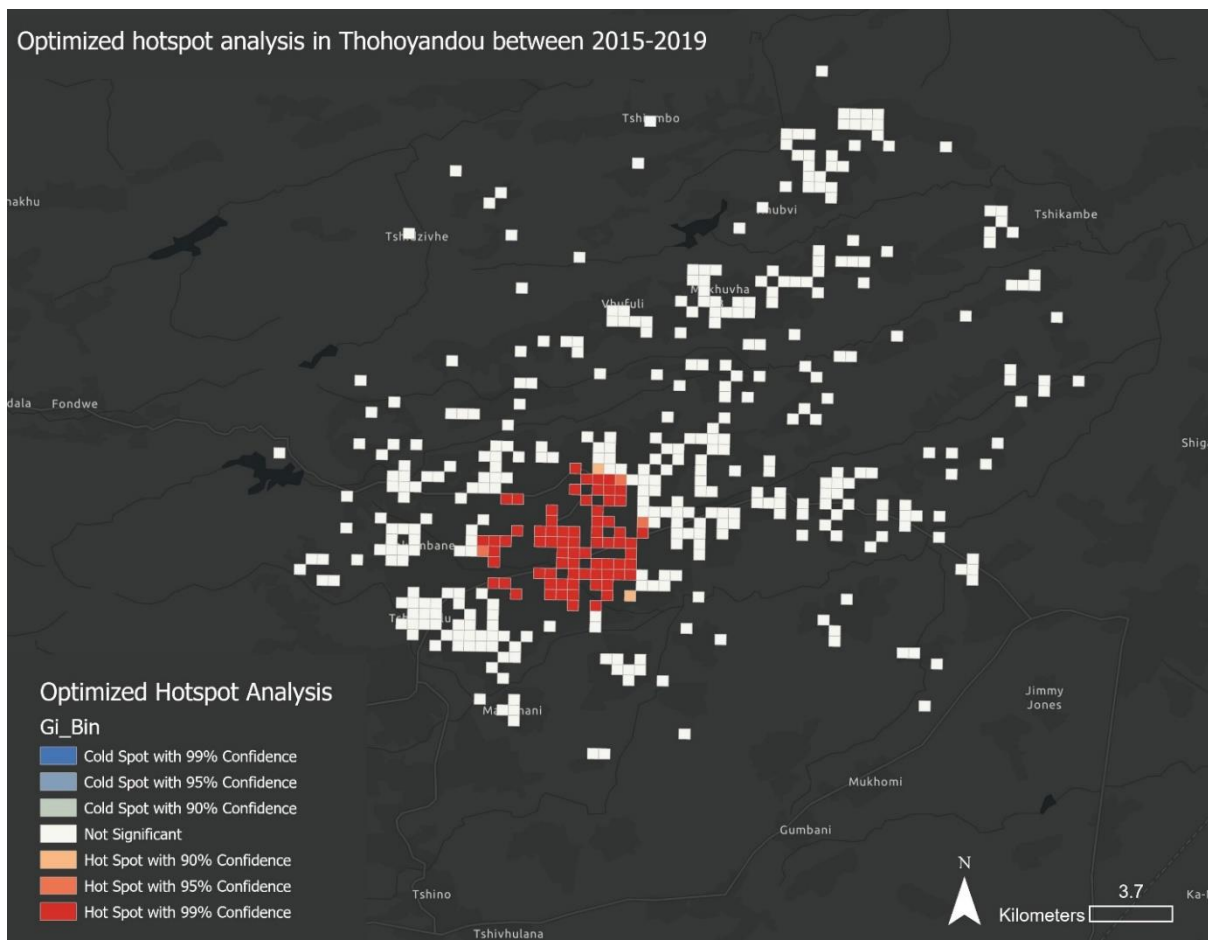 Optimized hotspot analysis in Thohoyandou between 2015-2019
Tshikambe
Vhufuli
Fondwe
Jimmy
Jones
Mukhomi
Gumbani
Tshino
Tshivhulana
Optimized Hotspot Analysis
Gi_Bin
Cold Spot with 99% Confidence
Cold Spot with 95% Confidence
Cold Spot with 90% Confidence
Not Significant
Hot Spot with 90% Confidence
Hot Spot with 95% Confidence
Hot Spot with 99% Confidence
N
Kilometers
3.7